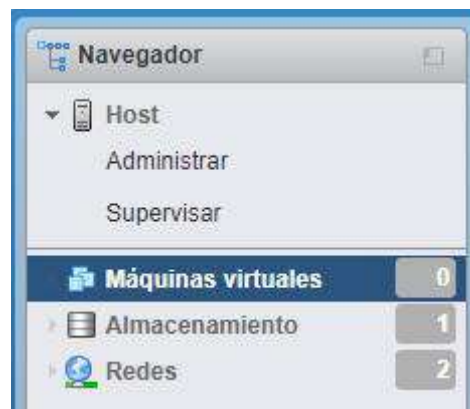 Navegador
Host
Administrar
Supervisar
Máquinas virtuales 0
Almacenamiento 1
Redes 2